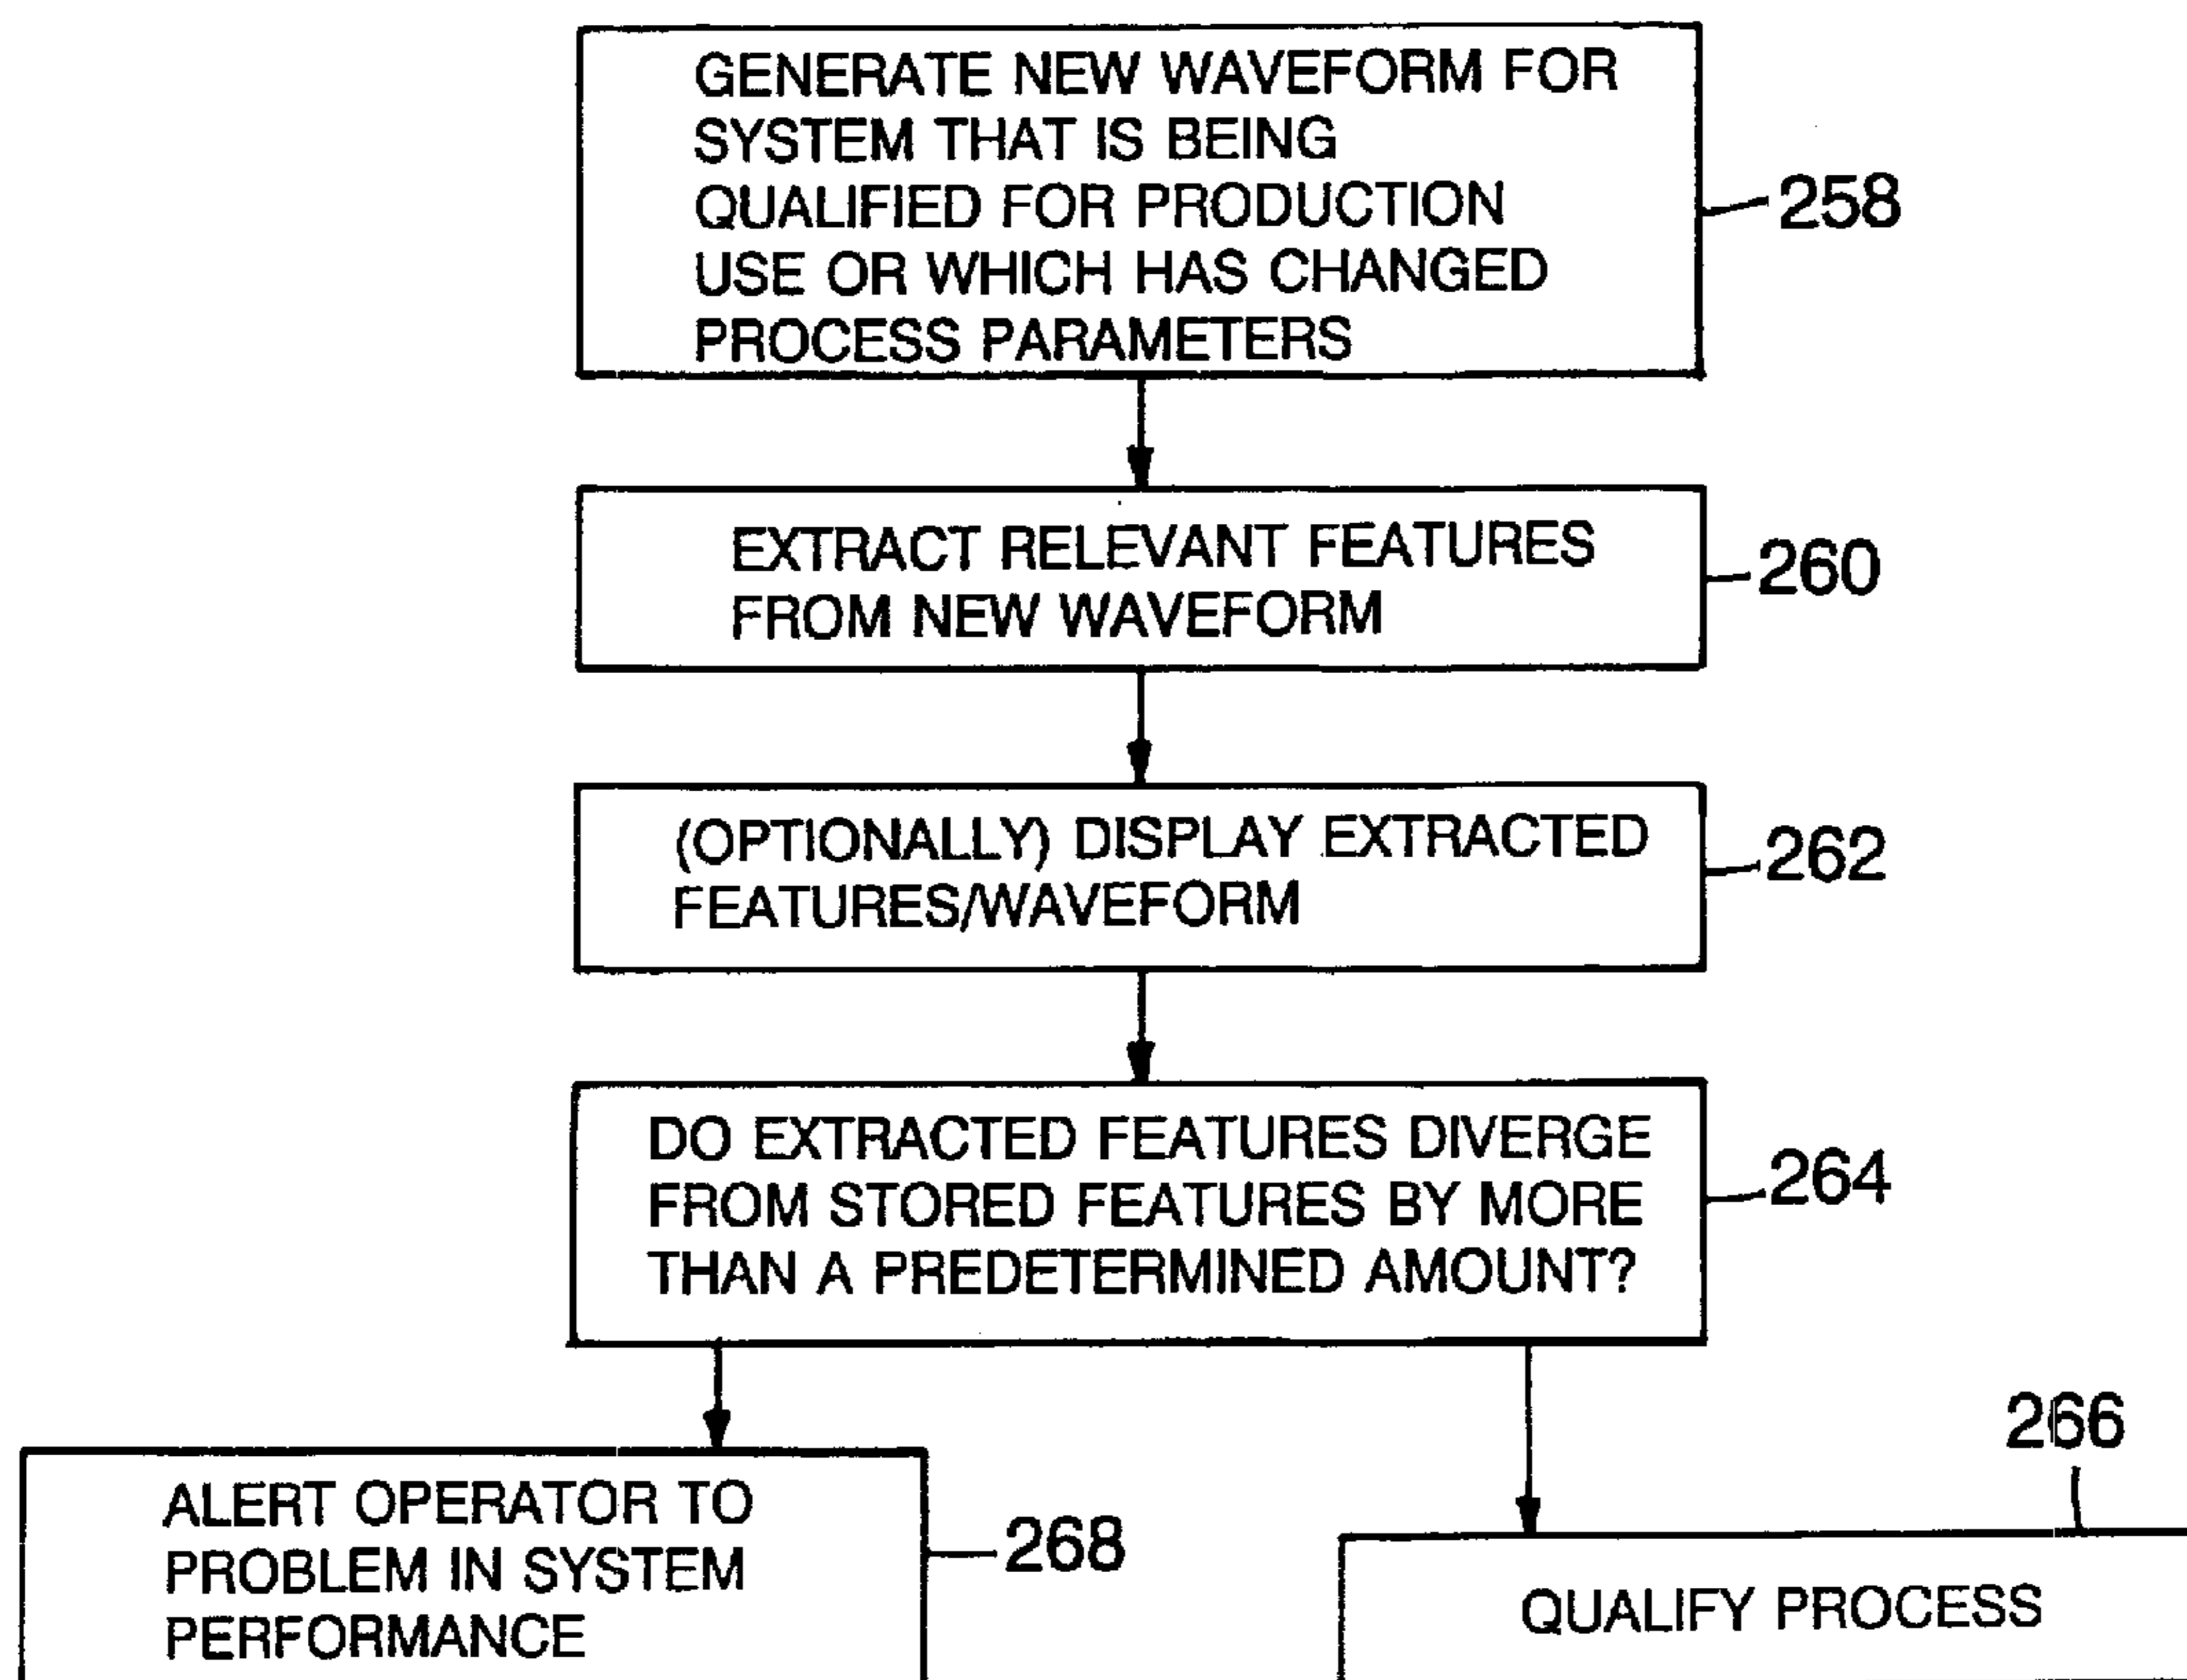 GENERATE NEW WAVEFORM FOR
SYSTEM THAT IS BEING
QUALIFIED FOR PRODUCTION
USE OR WHICH HAS CHANGED
PROCESS PARAMETERS
258
EXTRACT RELEVANT FEATURES
FROM NEW WAVEFORM
260
(OPTIONALLY) DISPLAY EXTRACTED
FEATURES/WAVEFORM
262
DO EXTRACTED FEATURES DIVERGE
FROM STORED FEATURES BY MORE
THAN A PREDETERMINED AMOUNT?
264
ALERT OPERATOR TO
PROBLEM IN SYSTEM
PERFORMANCE
268
266
QUALIFY PROCESS